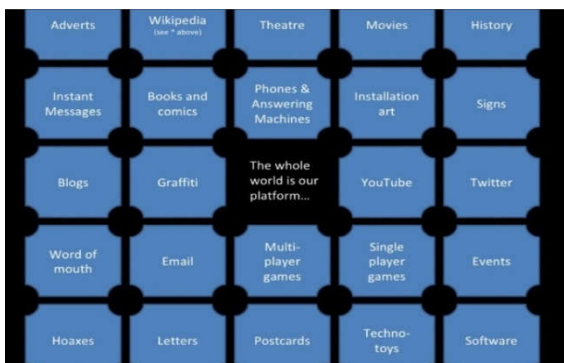 Adverts
Wikipedia
(see * above)
Theatre
Movies
History
Instant
Messages
Books and
comics
Phones &
Answering
Machines
Installation
art
Signs
Blogs
Graffiti
The whole
world is our
platform...
YouTube
Twitter
Word of
mouth
Email
Multi-
player
games
Single
player
games
Events
Hoaxes
Letters
Postcards
Techno-
toys
Software